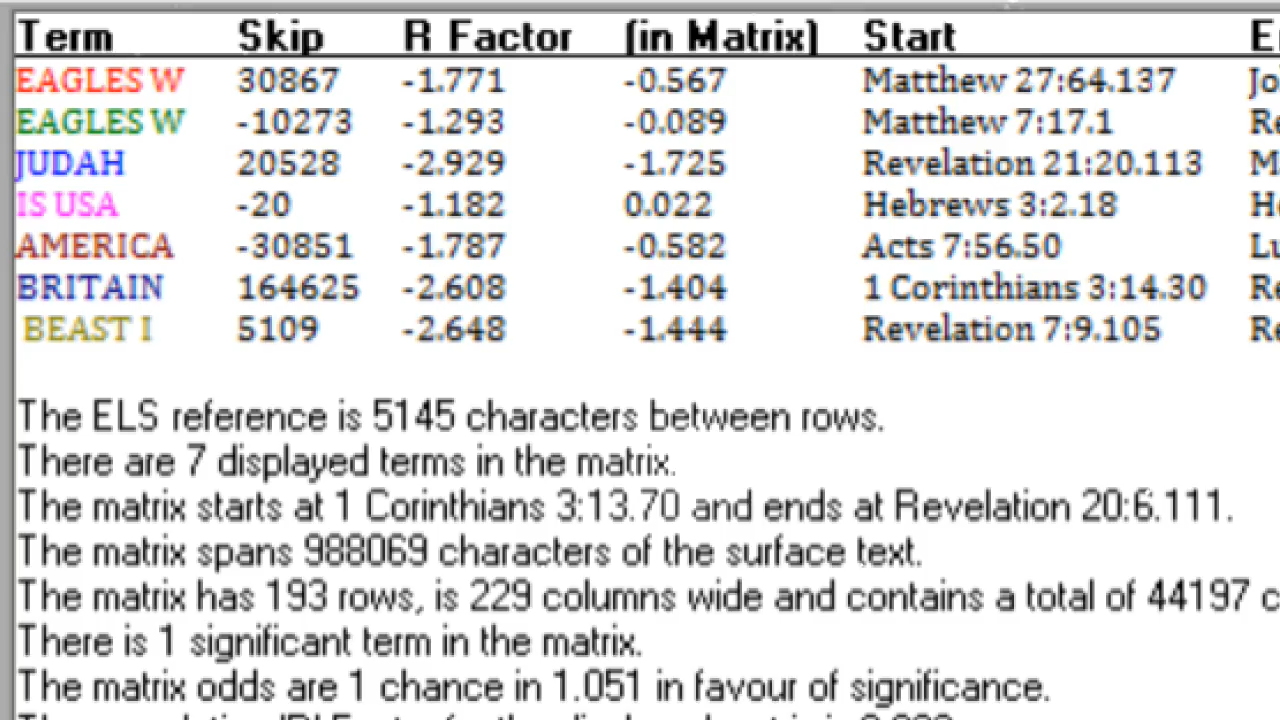 Term Skip R Factor (in Matrix) Start
EAGLES W 30867 -1.771 -0.567 Matthew 27:64.137 Jo
EAGLES W -10273 -1.293 -0.089 Matthew 7:17.1 Re
JUDAH 20528 -2.929 -1.725 Revelation 21:20.113 M
IS USA -20 -1.182 0.022 Hebrews 3:2.18 He
AMERICA -30851 -1.787 -0.582 Acts 7:56.50 Lu
BRITAIN 164625 -2.608 -1.404 1 Corinthians 3:14.30 Re
BEAST I 5109 -2.648 -1.444 Revelation 7:9.105 Re
The ELS reference is 5145 characters between rows.
There are 7 displayed terms in the matrix.
The matrix starts at 1 Corinthians 3:13.70 and ends at Revelation 20:6.111.
The matrix spans 988069 characters of the surface text.
The matrix has 193 rows, is 229 columns wide and contains a total of 44197 c
There is 1 significant term in the matrix.
The matrix odds are 1 chance in 1.051 in favour of significance.